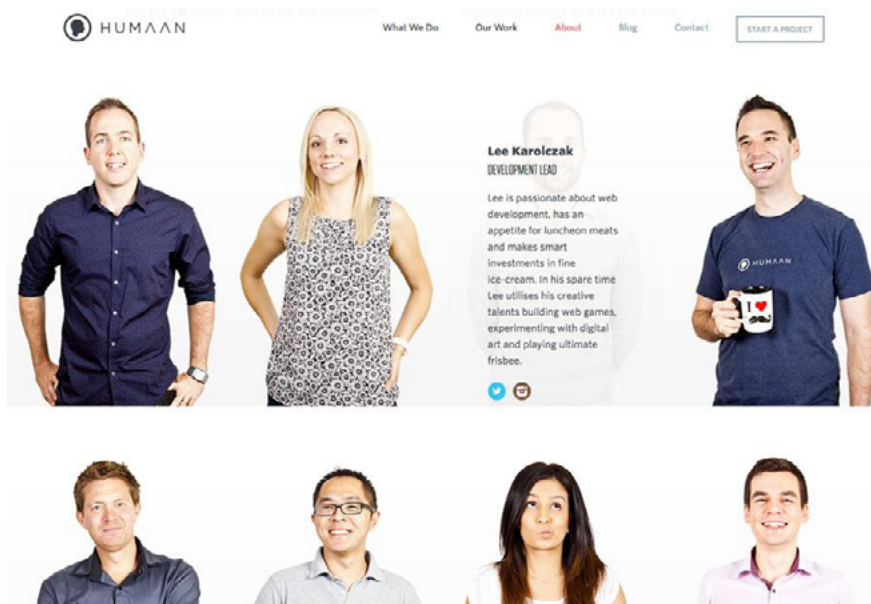 HUMAAN
What We Do
Our Work
About
Blog
Contact
START A PROJECT
Lee Karolczak
DEVELOPMENT LEAD
Lee is passionate about web
development, has an
appetite for luncheon meats
and makes smart
investments in fine
ice-cream. In his spare time
Lee utilises his creative
talents building web games,
experimenting with digital
art and playing ultimate
frisbee.
HUMAAN
I